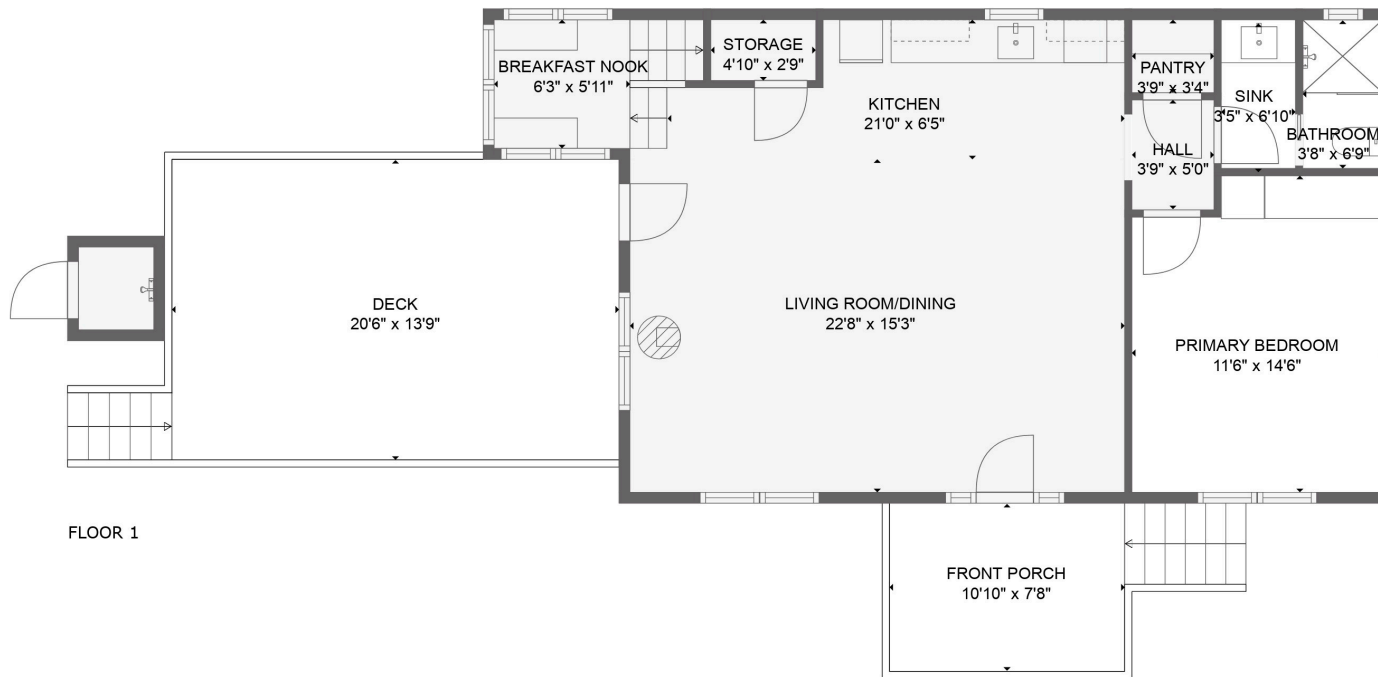 BREAKFAST NOOK
6'3" x 5'11"
STORAGE
4'10" x 2'9"
KITCHEN
21'0" x 6'5"
PANTRY
3'9" x 3'4"
SINK
3'5" x 6'10"
BATHROOM
3'8" x 6'9"
HALL
3'9" x 5'0"
DECK
20'6" x 13'9"
LIVING ROOM/DINING
22'8" x 15'3"
PRIMARY BEDROOM
11'6" x 14'6"
FLOOR 1
FRONT PORCH
10'10" x 7'8"